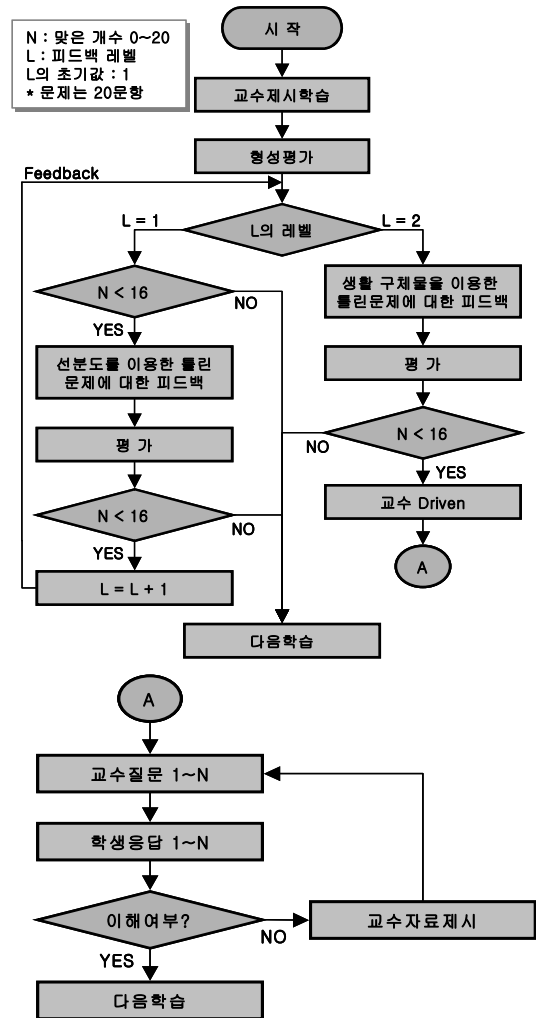 N : 맞은 개수 0~20
L : 피드백 레벨
L의 초기값 : 1
* 문제는 20문항
시 작
교수제시학습
형성평가
Feedback
L의 레벨
L = 1
L = 2
N < 16
NO
YES
선분도를 이용한 틀린
문제에 대한 피드백
평 가
N < 16
NO
YES
L = L + 1
생활 구체물을 이용한
틀린문제에 대한 피드백
평 가
N < 16
NO
YES
교수 Driven
A
다음학습
A
교수질문 1~N
학생응답 1~N
이해여부?
NO
교수자료제시
YES
다음학습